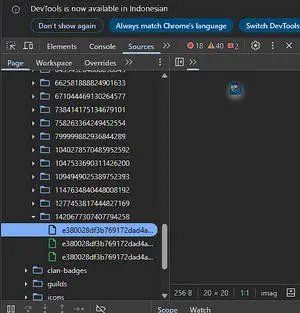 DevTools is now available in Indonesian
Don't show again
Always match Chrome's language
Switch DevTools
Elements
Console
Sources
18
40
2
Page
Workspace
Overrides
662581888824901633
671104469130264577
738414175134679101
758263364249452554
799999882936844289
1040278570485952592
1047533690311426200
1094949025389752393
1147634840448008192
1277453817444827169
1420677307407794258
e380028df3b769172dad4a...
e380028df3b769172dad4a...
e380028df3b769172dad4a...
clan-badges
guilds
icons
256 B
20 × 20
1:1
imag
Scope
Watch